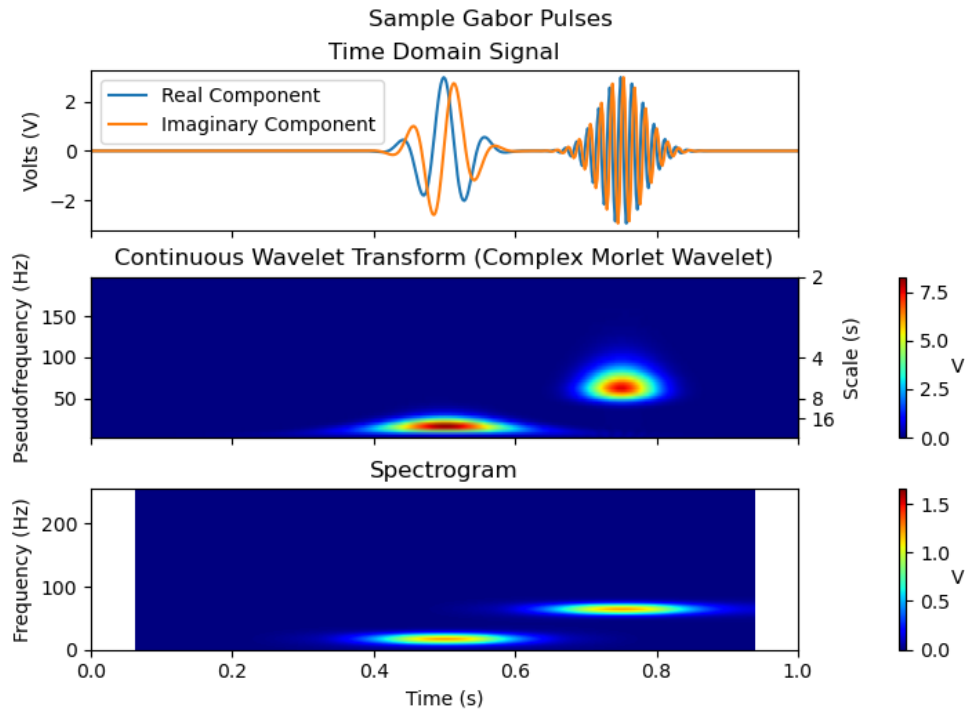 Sample Gabor Pulses
Time Domain Signal
Real Component
Imaginary Component
Volts (V)
2
0
−2
Continuous Wavelet Transform (Complex Morlet Wavelet)
Pseudofrequency (Hz)
150
100
50
2
4
8
16
Scale (s)
7.5
5.0
2.5
0.0
V
Spectrogram
Frequency (Hz)
200
100
0
0.0 0.2 0.4 0.6 0.8 1.0
Time (s)
1.5
1.0
0.5
0.0
V